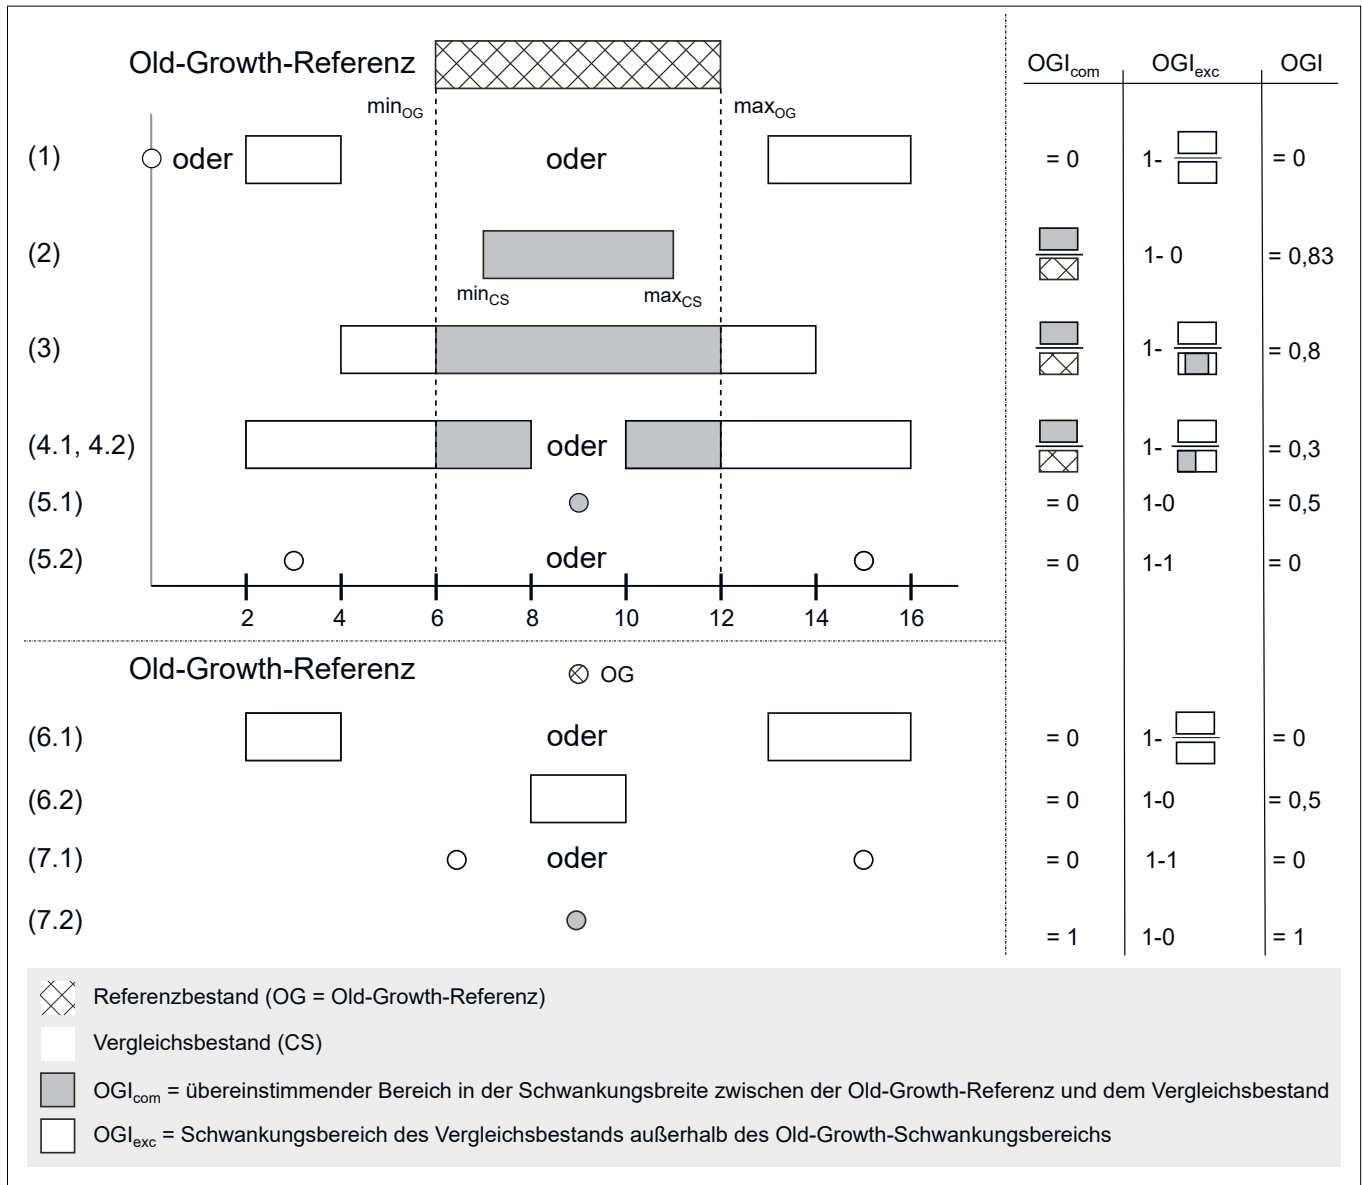 Old-Growth-Referenz
OGIcom OGIexc OGI
minOG maxOG
(1) oder oder = 0 1- = 0
(2) 1- 0 = 0,83
minCS maxCS
(3) 1- = 0,8
(4.1, 4.2) oder 1- = 0,3
(5.1) = 0 1-0 = 0,5
(5.2) oder = 0 1-1 = 0
2 4 6 8 10 12 14 16
Old-Growth-Referenz OG
(6.1) oder = 0 1- = 0
(6.2) = 0 1-0 = 0,5
(7.1) oder = 0 1-1 = 0
(7.2) = 1 1-0 = 1
Referenzbestand (OG = Old-Growth-Referenz)
Vergleichsbestand (CS)
OGIcom = übereinstimmender Bereich in der Schwankungsbreite zwischen der Old-Growth-Referenz und dem Vergleichsbestand
OGIexc = Schwankungsbereich des Vergleichsbestands außerhalb des Old-Growth-Schwankungsbereichs